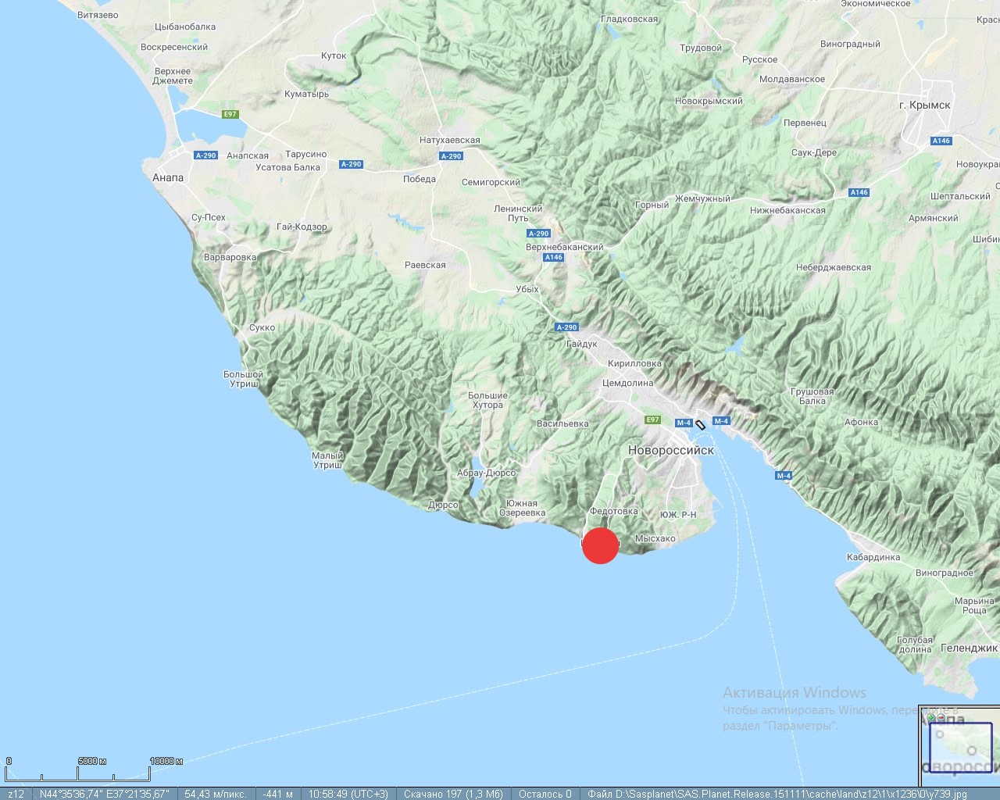 Витязево
Цыбанобалка
Воскресенский
Верхнее
Джемете
Куток
Куматырь
E97
Гладковская
Экономическое
Трудовой
Русское
Виноградный
Молдаванское
Новокрымский
Первенец
г. Крымск
A146
Саук-Дере
Натухаевская
А-290
А-290
Анапская
Тарусино
Усатова Балка
А-290
Анапа
Победа
Семигорский
Ленинский
Путь
Горный
Жемчужный
A146
Нижнебаканская
Шептальский
Армянский
Су-Псех
Гай-Кодзор
А-290
Верхнебаканский
A146
Варваровка
Раевская
Неберджаевская
Убых
Сукко
А-290
Гайдук
Кирилловка
Цемдолина
Большой
Утриш
Большие
Хутора
Васильевка
E97
М-4
М-4
Грушовая
Балка
Афонка
Новороссийск
Малый
Утриш
Абрау-Дюрсо
М-4
Дюрсо
Южная
Озереевка
Федотовка
ЮЖ. Р-Н
Мысхако
Кабардинка
Виноградное
Марьина
Роща
Голубая
долина
Геленджик
Активация Windows
Чтобы активировать Windows, перейдите в
раздел "Параметры".
0 5000 м 10000 м
z12 N44°35'36,74" E37°21'35,67" 54,43 м/пикс. -441 м 10:58:49 (UTC+3) Скачано 197 (1,3 Мб) Осталось 0 Файл D:\Sasplanet\SAS.Planet.Release.151111\cache\land\z12\1\x1236\0\y739.jpg